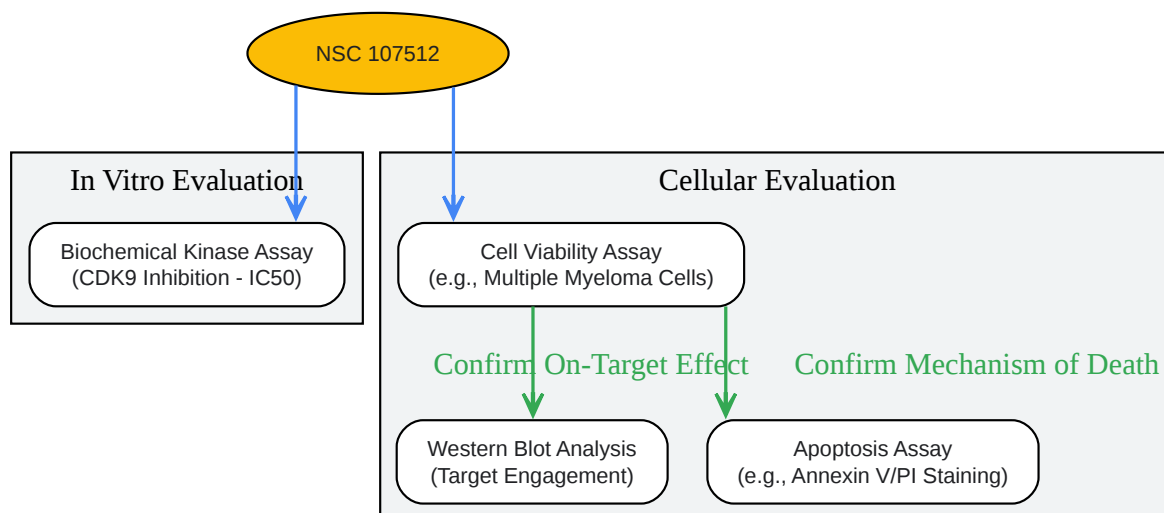 NSC 107512
In Vitro Evaluation
Cellular Evaluation
Biochemical Kinase Assay
(CDK9 Inhibition - IC50)
Cell Viability Assay
(e.g., Multiple Myeloma Cells)
Confirm On-Target Effect
Confirm Mechanism of Death
Western Blot Analysis
(Target Engagement)
Apoptosis Assay
(e.g., Annexin V/PI Staining)